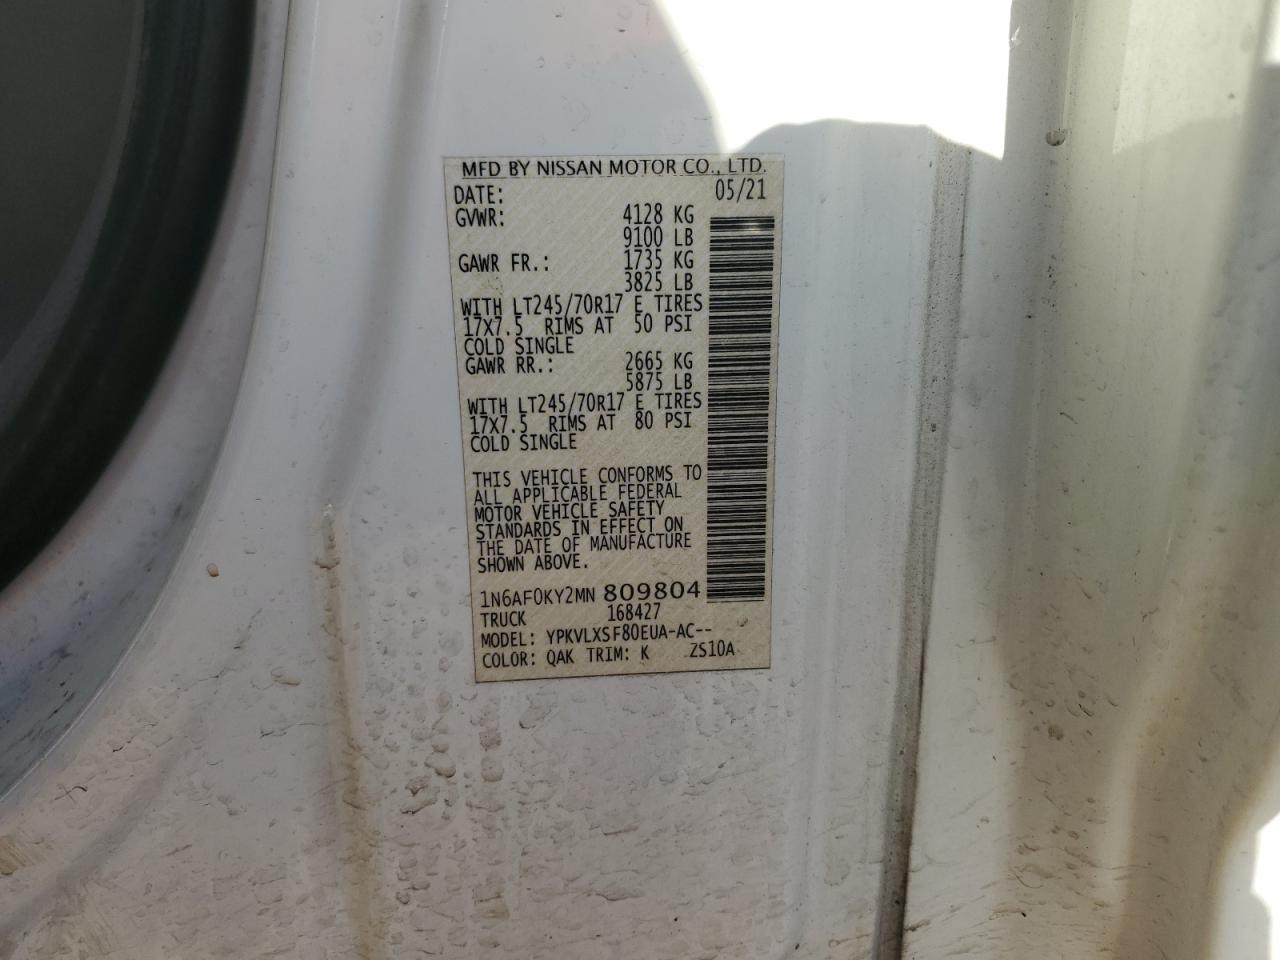 MFD BY NISSAN MOTOR CO., LTD.
DATE: 05/21
GVWR: 4128 KG
9100 LB
GAWR FR.: 1735 KG
3825 LB
WITH LT245/70R17 E TIRES
17X7.5 RIMS AT 50 PSI
COLD SINGLE
GAWR RR.: 2665 KG
5875 LB
WITH LT245/70R17 E TIRES
17X7.5 RIMS AT 80 PSI
COLD SINGLE
THIS VEHICLE CONFORMS TO
ALL APPLICABLE FEDERAL
MOTOR VEHICLE SAFETY
STANDARDS IN EFFECT ON
THE DATE OF MANUFACTURE
SHOWN ABOVE.
1N6AF0KY2MN 809804
TRUCK 168427
MODEL: YPKVLXSF80EUA-AC--
COLOR: QAK TRIM: K ZS10A